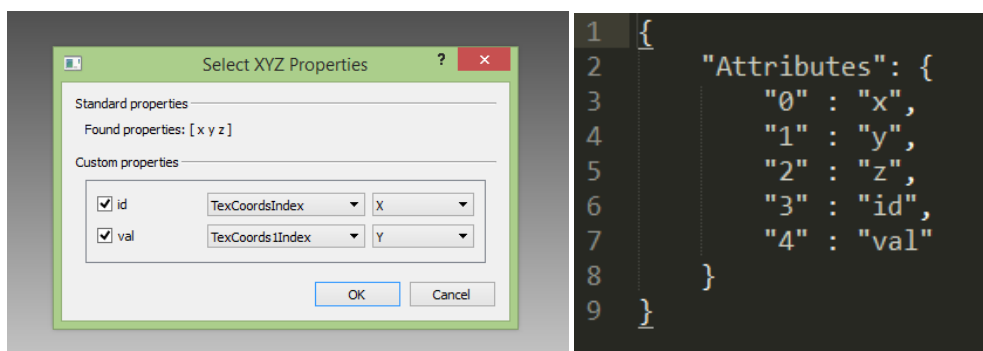 Select XYZ Properties ? ×
Standard properties
Found properties: [ x y z ]
Custom properties
id TexCoordsIndex X
val TexCoords1Index Y
OK Cancel
1 {
2 "Attributes": {
3 "0" : "x",
4 "1" : "y",
5 "2" : "z",
6 "3" : "id",
7 "4" : "val"
8 }
9 }